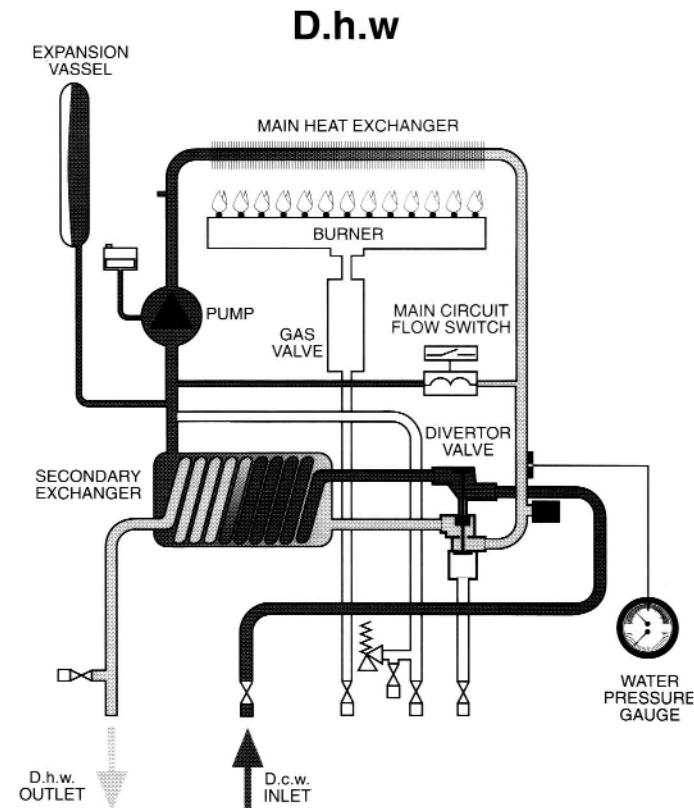 D.h.w
EXPANSION
VASSEL
MAIN HEAT EXCHANGER
BURNER
PUMP
GAS
VALVE
MAIN CIRCUIT
FLOW SWITCH
DIVERTOR
VALVE
SECONDARY
EXCHANGER
WATER
PRESSURE
GAUGE
D.h.w.
OUTLET
D.c.w.
INLET